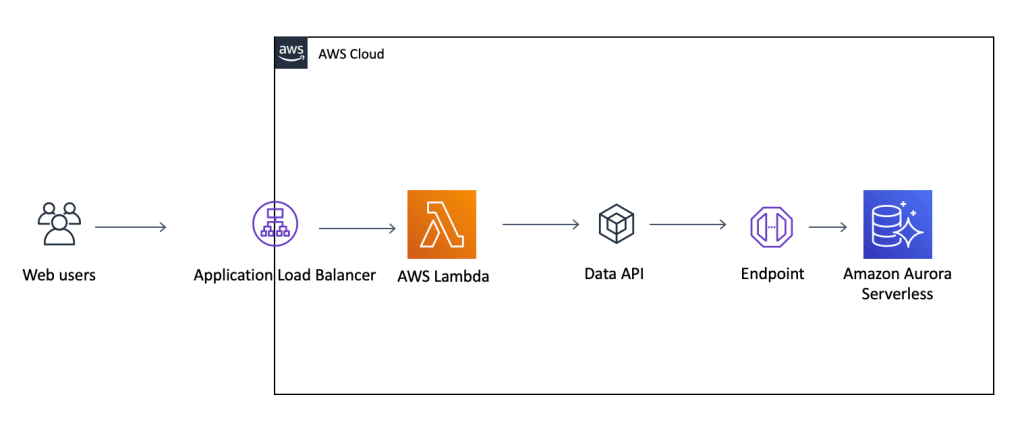 aws
AWS Cloud
Web users
Application Load Balancer
AWS Lambda
Data API
Endpoint
Amazon Aurora
Serverless